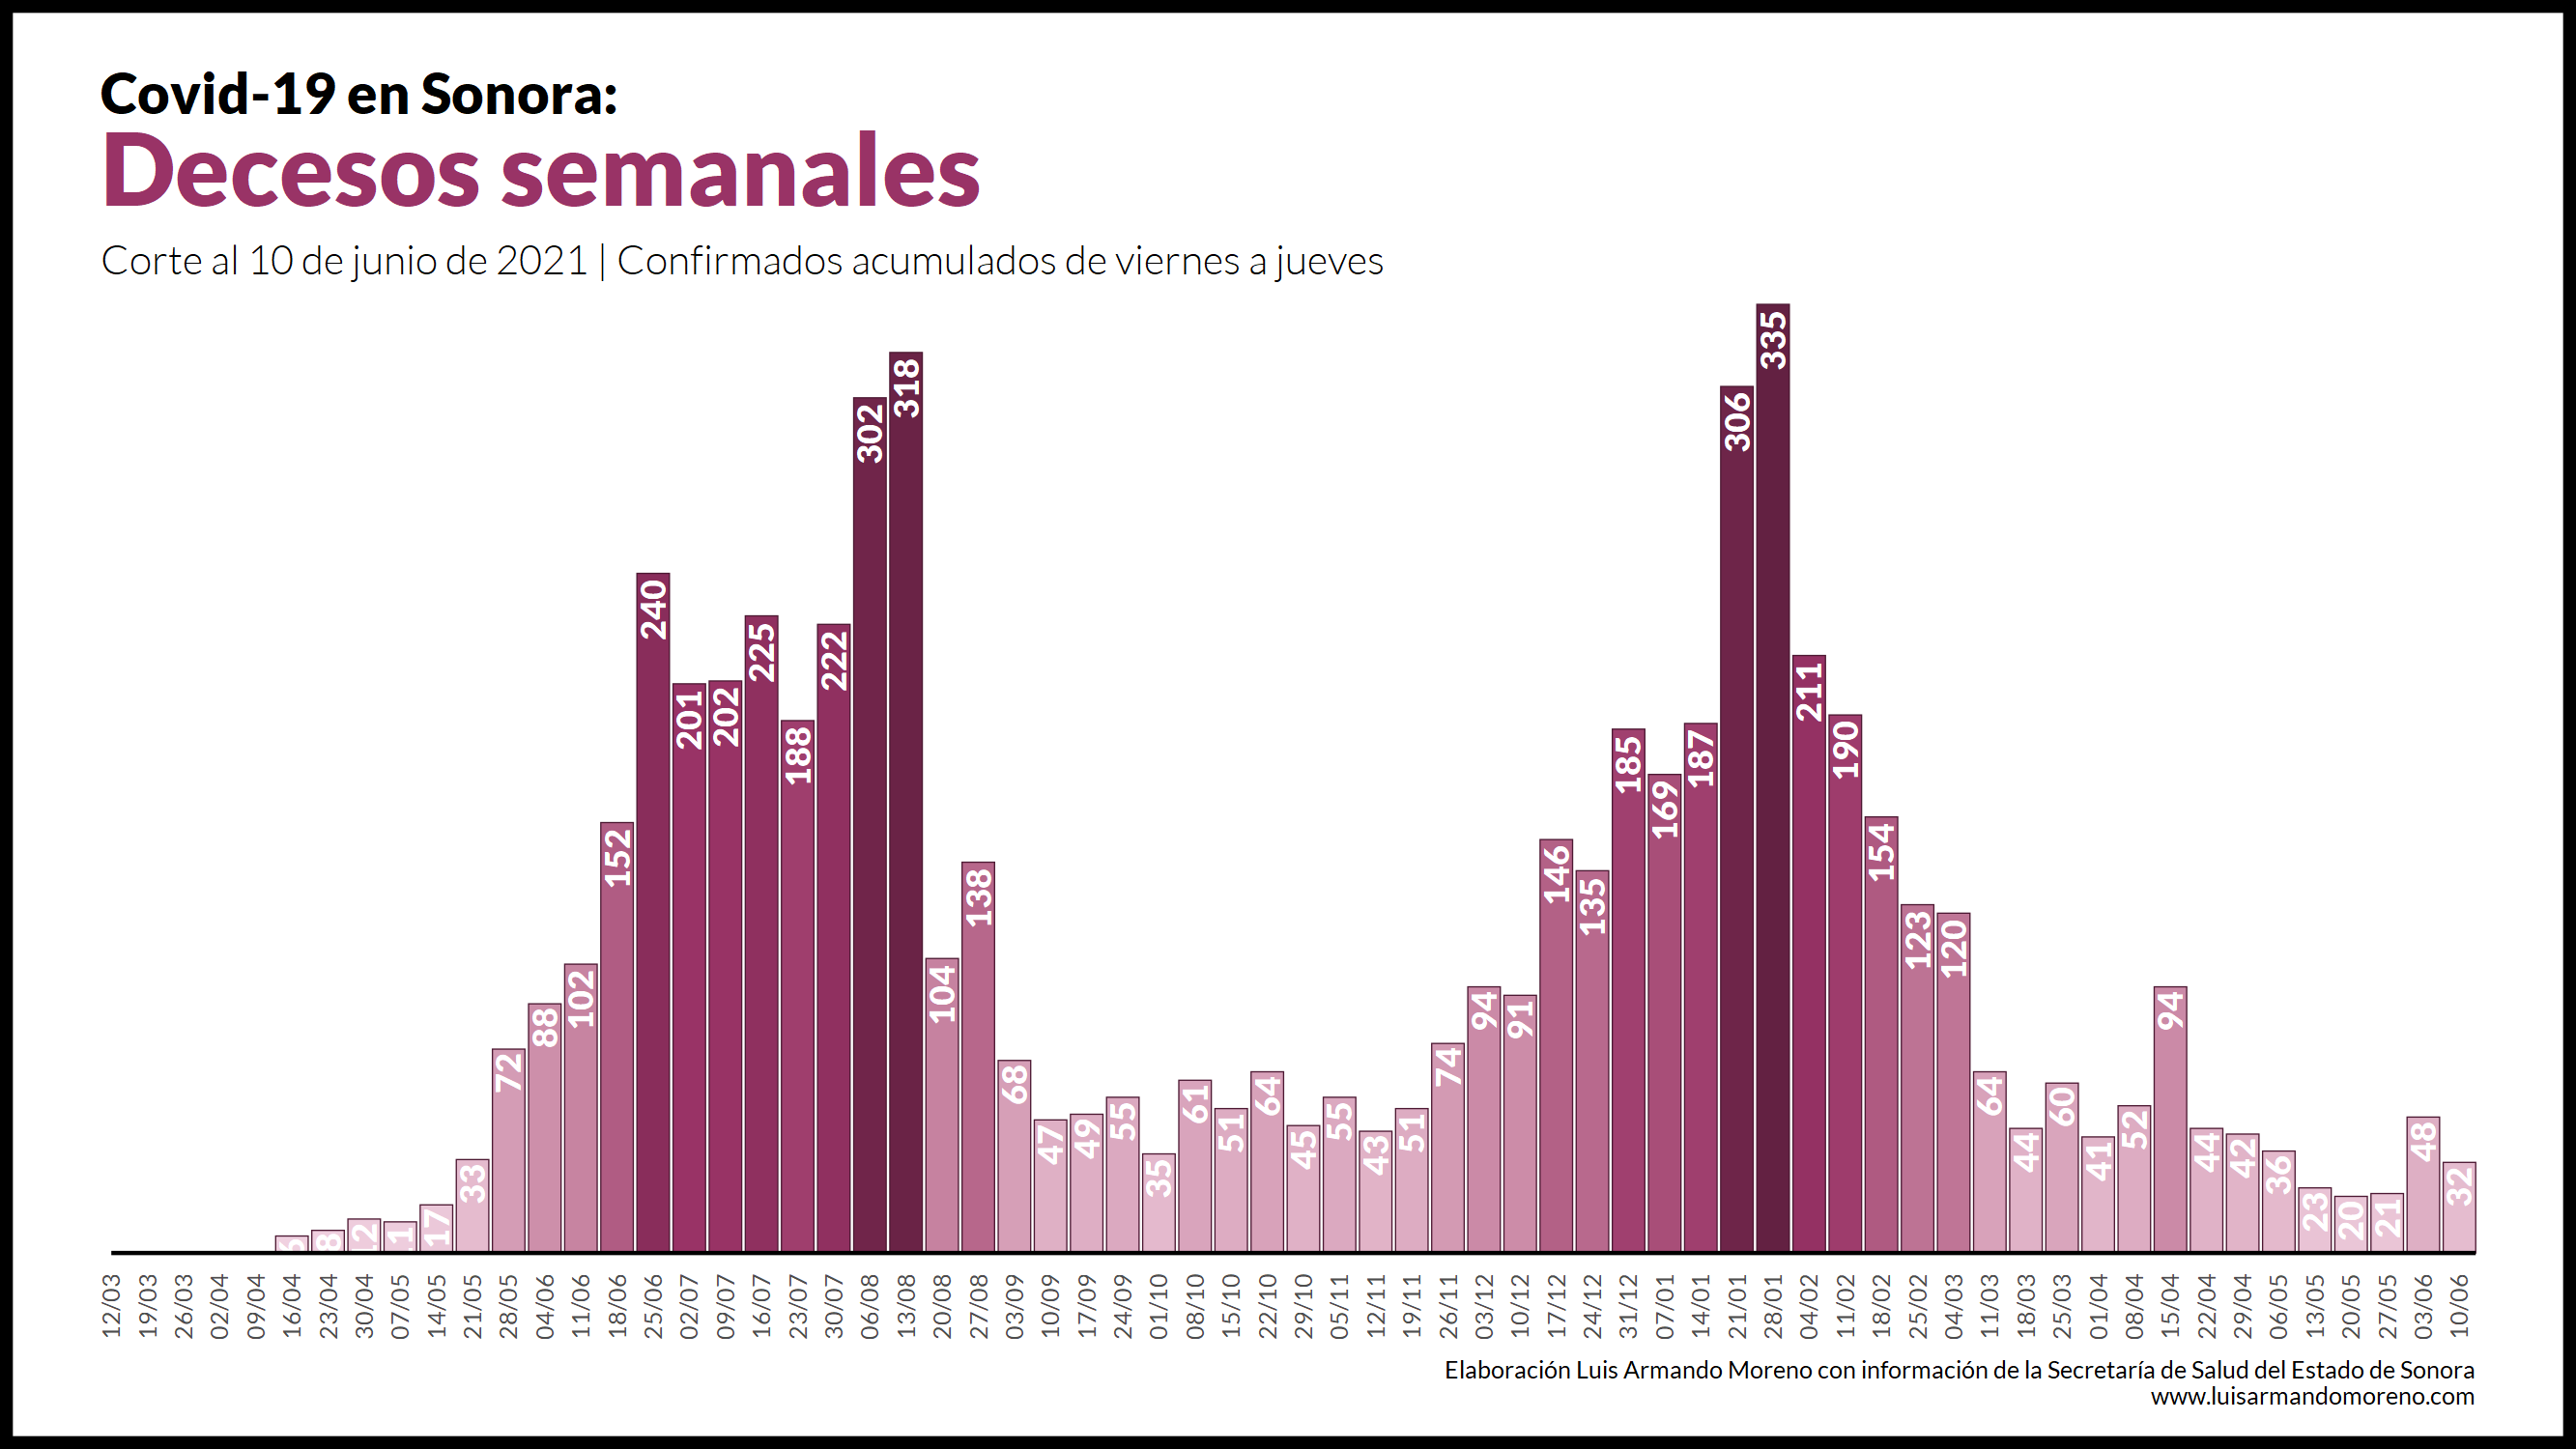 Covid-19 en Sonora:
Decesos semanales
Corte al 10 de junio de 2021 | Confirmados acumulados de viernes a jueves
6 8 12 11 17 33 72 88 102 152 240 201 202 225 188 222 302 318 104 138 68 47 49 55 35 61 51 64 45 55 43 51 74 94 91 146 135 185 169 187 306 335 211 190 154 123 120 64 44 60 41 52 94 44 42 36 23 20 21 48 32
12/03 19/03 26/03 02/04 09/04 16/04 23/04 30/04 07/05 14/05 21/05 28/05 04/06 11/06 18/06 25/06 02/07 09/07 16/07 23/07 30/07 06/08 13/08 20/08 27/08 03/09 10/09 17/09 24/09 01/10 08/10 15/10 22/10 29/10 05/11 12/11 19/11 26/11 03/12 10/12 17/12 24/12 31/12 07/01 14/01 21/01 28/01 04/02 11/02 18/02 25/02 04/03 11/03 18/03 25/03 01/04 08/04 15/04 22/04 29/04 06/05 13/05 20/05 27/05 03/06 10/06
Elaboración Luis Armando Moreno con información de la Secretaría de Salud del Estado de Sonora
www.luisarmandomoreno.com